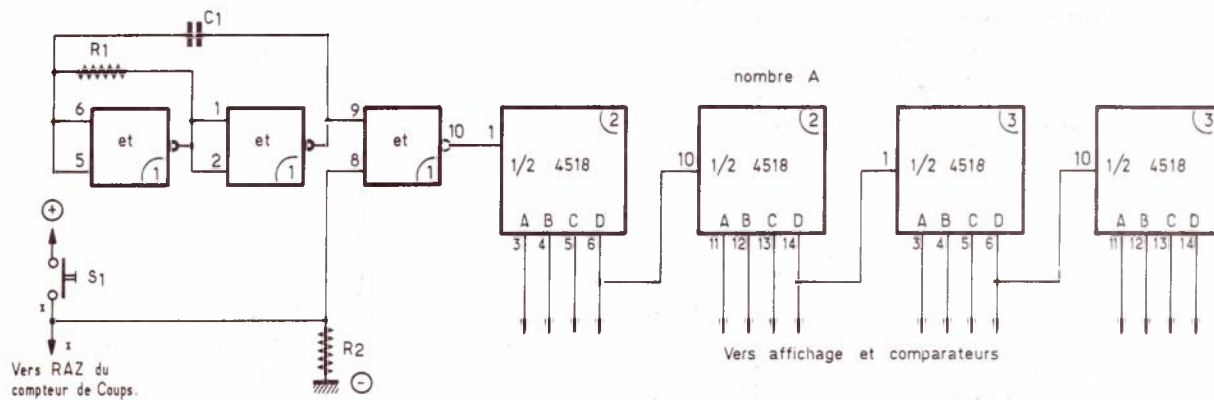 C1
R1
nombre A
6
5
et
1
1
2
et
1
9
8
et
1
10
1
2
1/2 4518
A B C D
3 4 5 6
10
2
1/2 4518
A B C D
11 12 13 14
1
3
1/2 4518
A B C D
3 4 5 6
10
3
1/2 4518
A B C D
11 12 13 14
+
S1
x
x
R2
−
Vers RAZ du
compteur de Coups.
Vers affichage et comparateurs